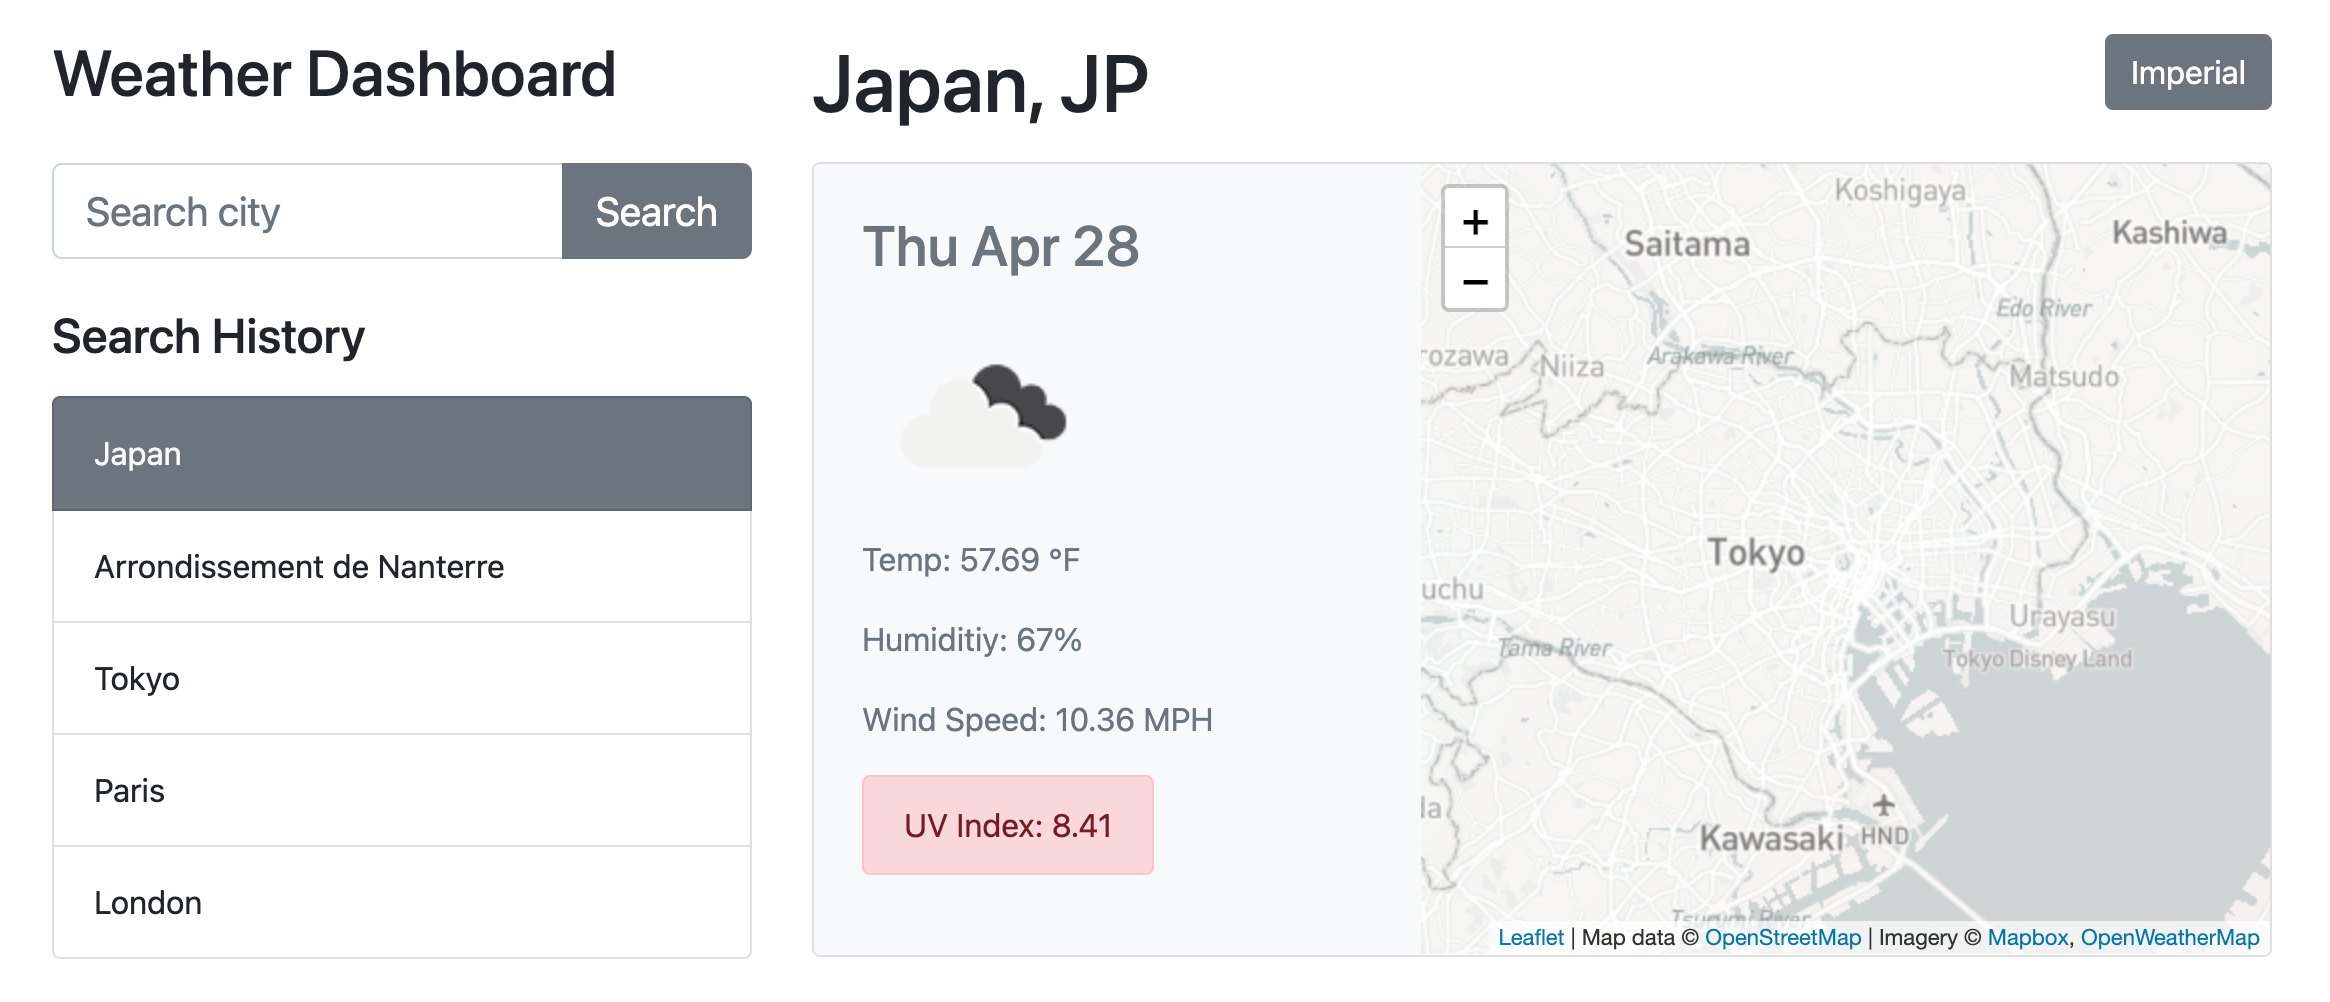 Weather Dashboard
Search city
Search
Search History
Japan
Arrondissement de Nanterre
Tokyo
Paris
London
Japan, JP
Imperial
Thu Apr 28
Temp: 57.69 °F
Humiditiy: 67%
Wind Speed: 10.36 MPH
UV Index: 8.41
+
−
Koshigaya
Saitama
Kashiwa
Edo River
rozawa
Niiza
Arakawa River
Matsudo
Tokyo
uchu
Urayasu
Tama River
Tokyo Disney Land
da
Kawasaki
HND
Tsurumi River
Leaflet | Map data © OpenStreetMap | Imagery © Mapbox, OpenWeatherMap